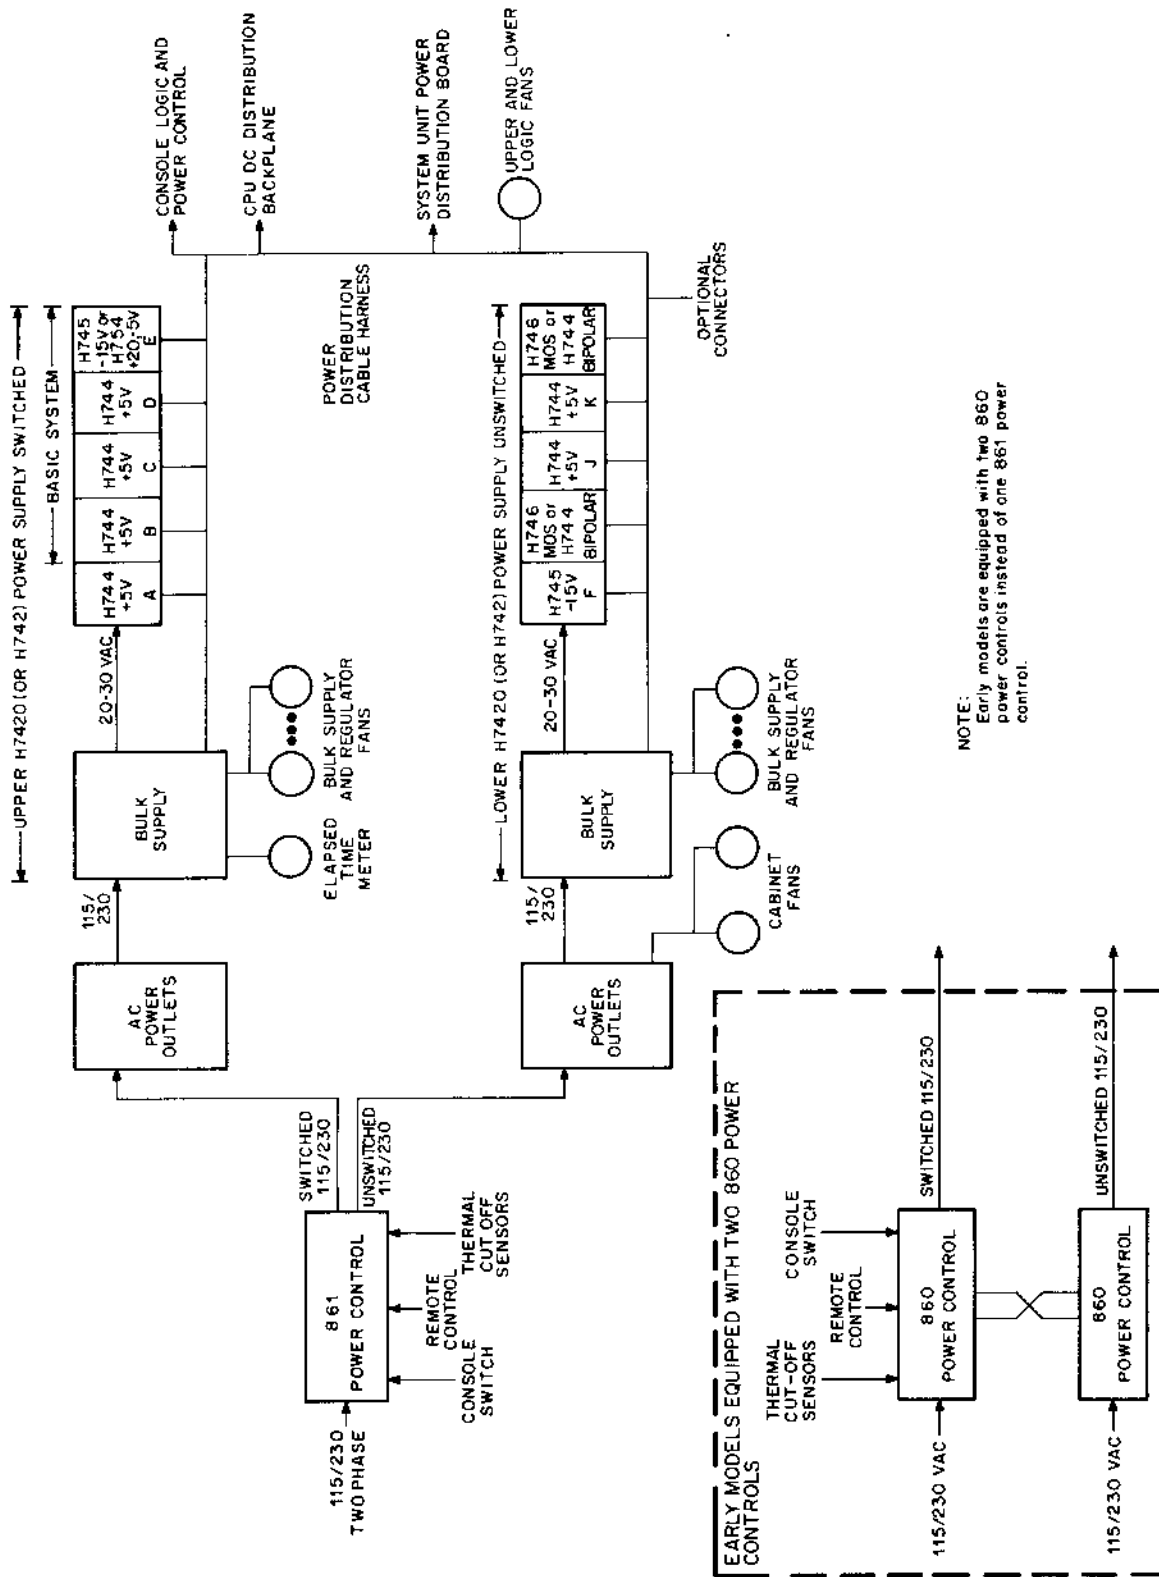 UPPER H7420 (OR H742) POWER SUPPLY SWITCHED
BASIC SYSTEM
115/
230
20-30 VAC
AC
POWER
OUTLETS
BULK
SUPPLY
H744
+5V
A
H744
+5V
B
H744
+5V
C
H744
+5V
D
H745
-15V or
H754
+20,-5V
E
CONSOLE LOGIC AND
POWER CONTROL
CPU DC DISTRIBUTION
BACKPLANE
ELAPSED
TIME
METER
BULK SUPPLY
AND REGULATOR
FANS
POWER
DISTRIBUTION
CABLE HARNESS
SYSTEM UNIT POWER
DISTRIBUTION BOARD
SWITCHED
115/230
UNSWITCHED
115/230
861
POWER CONTROL
115/230
TWO PHASE
CONSOLE
SWITCH
REMOTE
CONTROL
THERMAL
CUT OFF
SENSORS
LOWER H7420 (OR H742) POWER SUPPLY UNSWITCHED
UPPER AND LOWER
LOGIC FANS
115/
230
20-30 VAC
AC
POWER
OUTLETS
BULK
SUPPLY
H745
-15V
F
H746
MOS or
H744
BIPOLAR
H744
+5V
J
H744
+5V
K
H746
MOS or
H744
BIPOLAR
CABINET
FANS
BULK SUPPLY
AND REGULATOR
FANS
OPTIONAL
CONNECTORS
EARLY MODELS EQUIPPED WITH TWO 860 POWER
CONTROLS
THERMAL
CUT-OFF
SENSORS
REMOTE
CONTROL
CONSOLE
SWITCH
115/230 VAC
860
POWER CONTROL
SWITCHED 115/230
115/230 VAC
860
POWER CONTROL
UNSWITCHED 115/230
NOTE:
Early models are equipped with two 860
power controls instead of one 861 power
control.